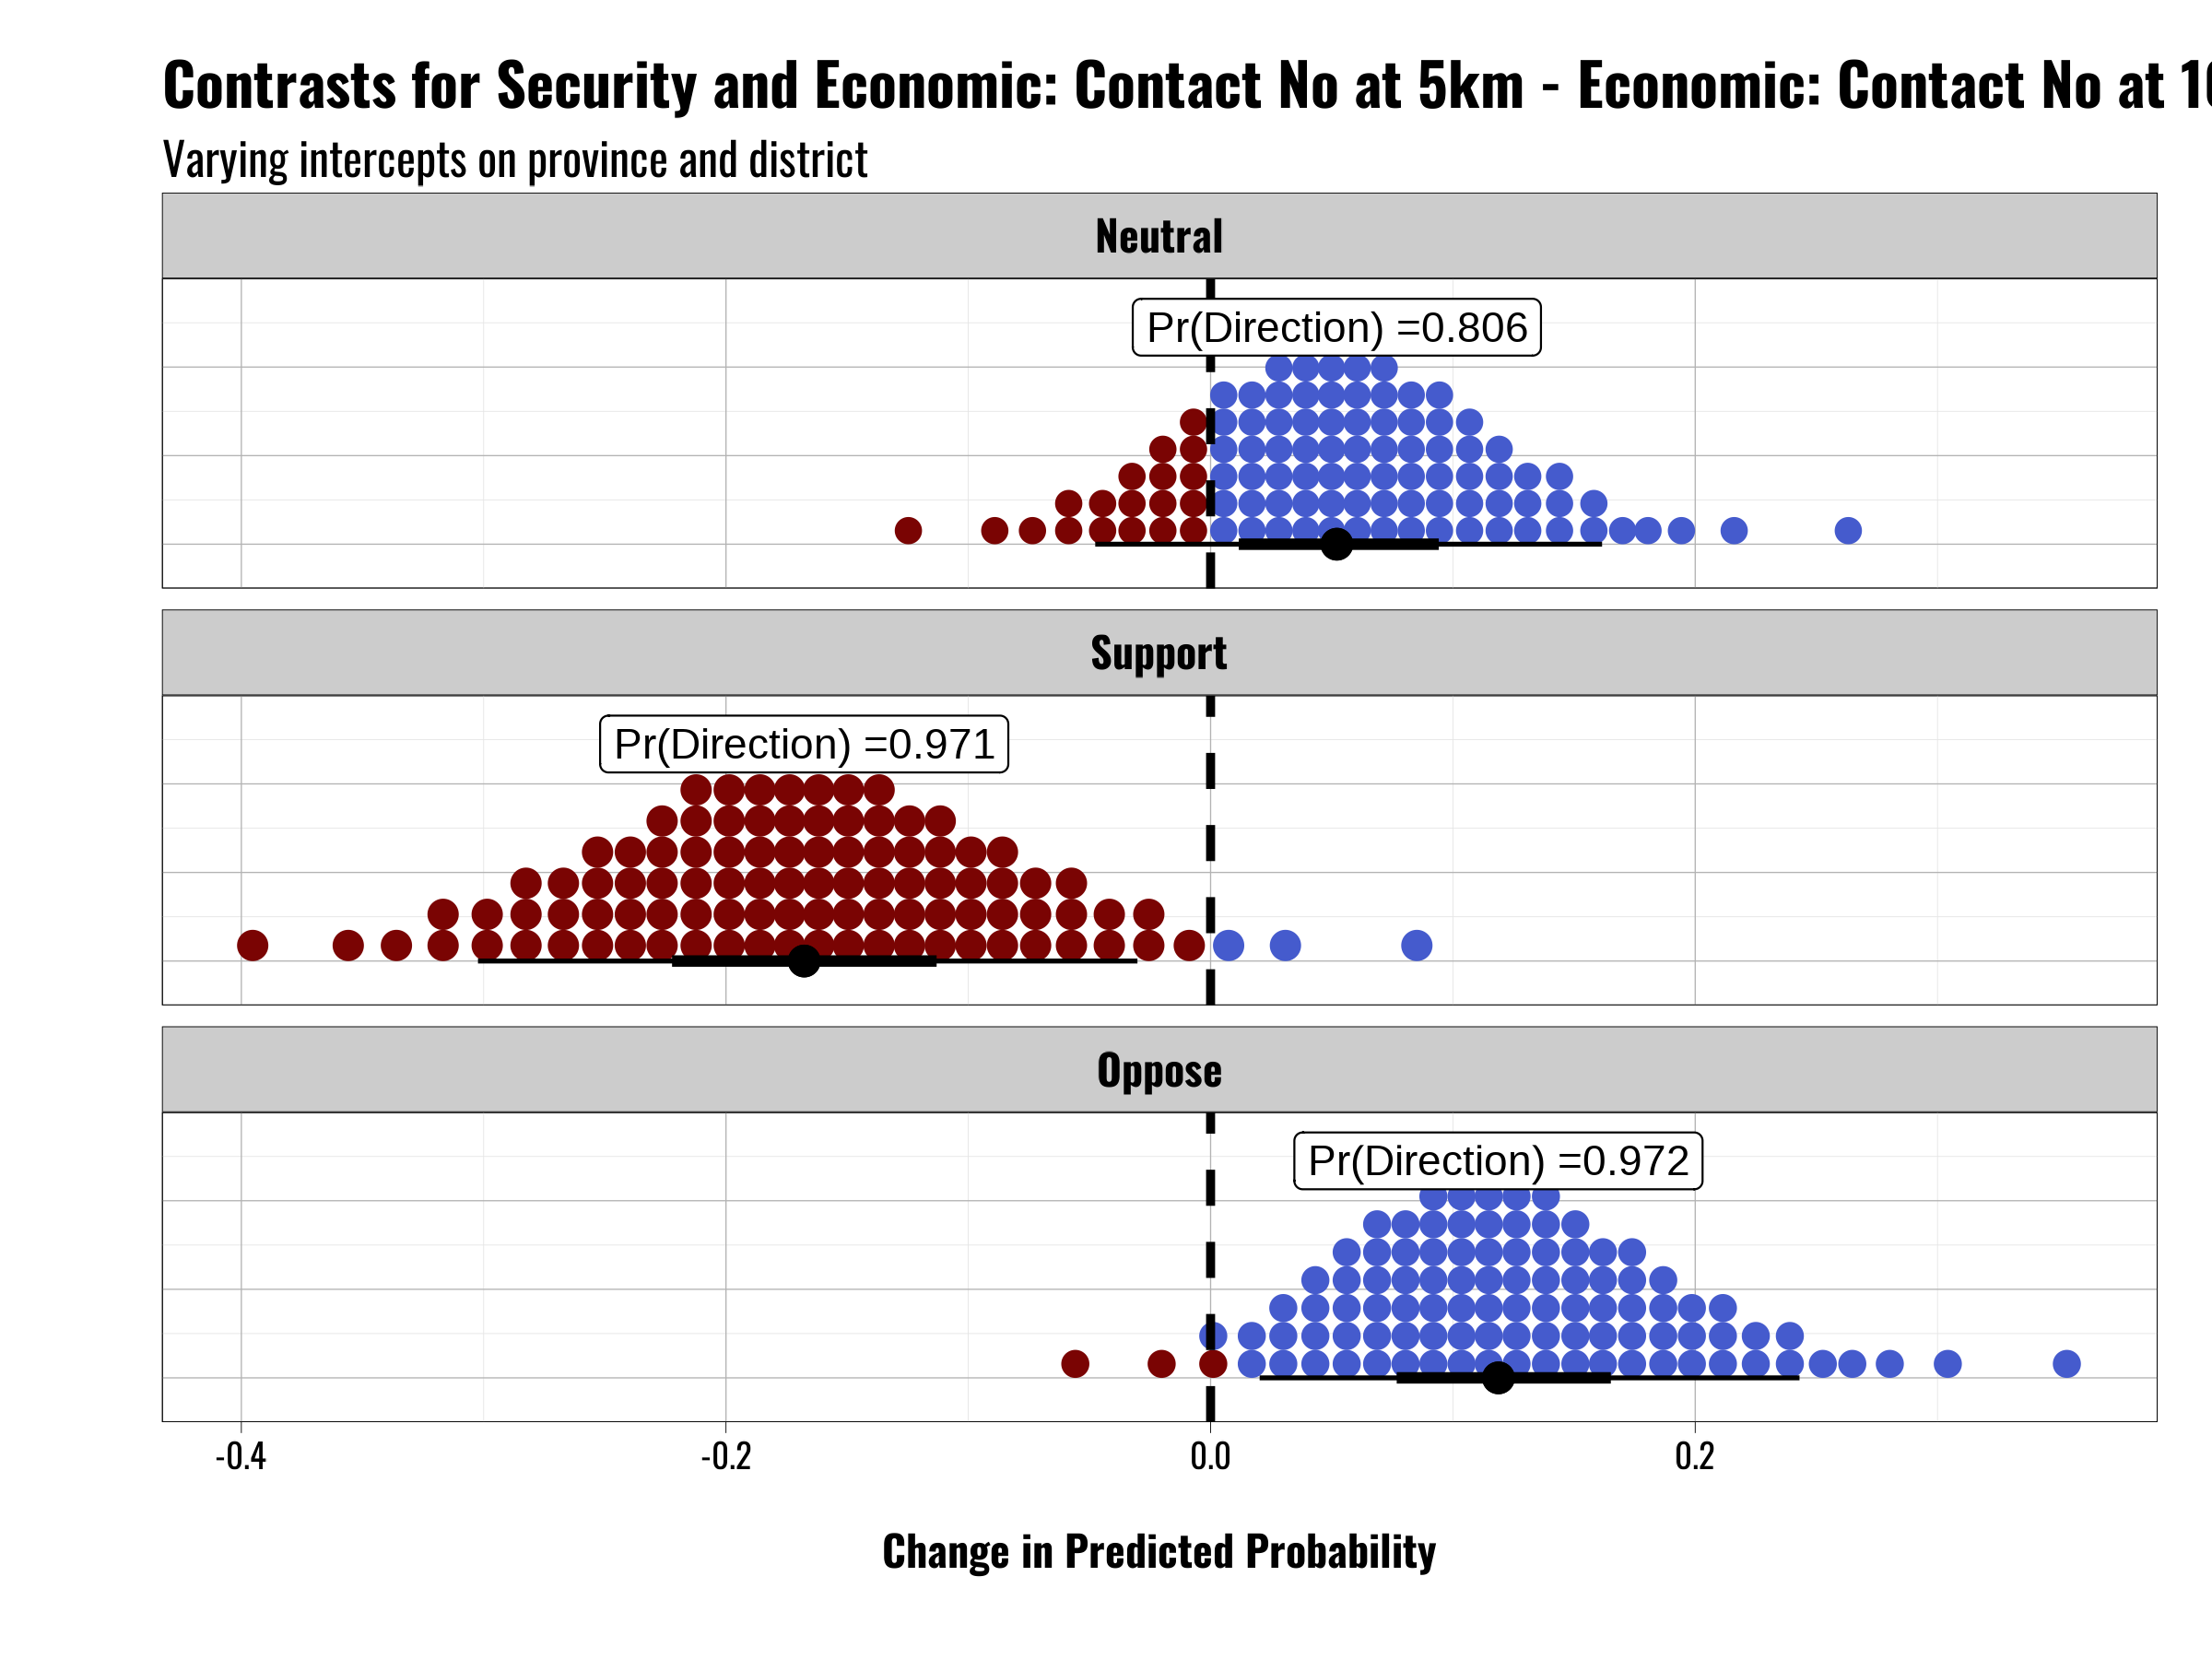 Contrasts for Security and Economic: Contact No at 5km - Economic: Contact No at
Varying intercepts on province and district
Neutral
Pr(Direction) =0.806
Support
Pr(Direction) =0.971
Oppose
Pr(Direction) =0.972
-0.4 -0.2 0.0 0.2
Change in Predicted Probability